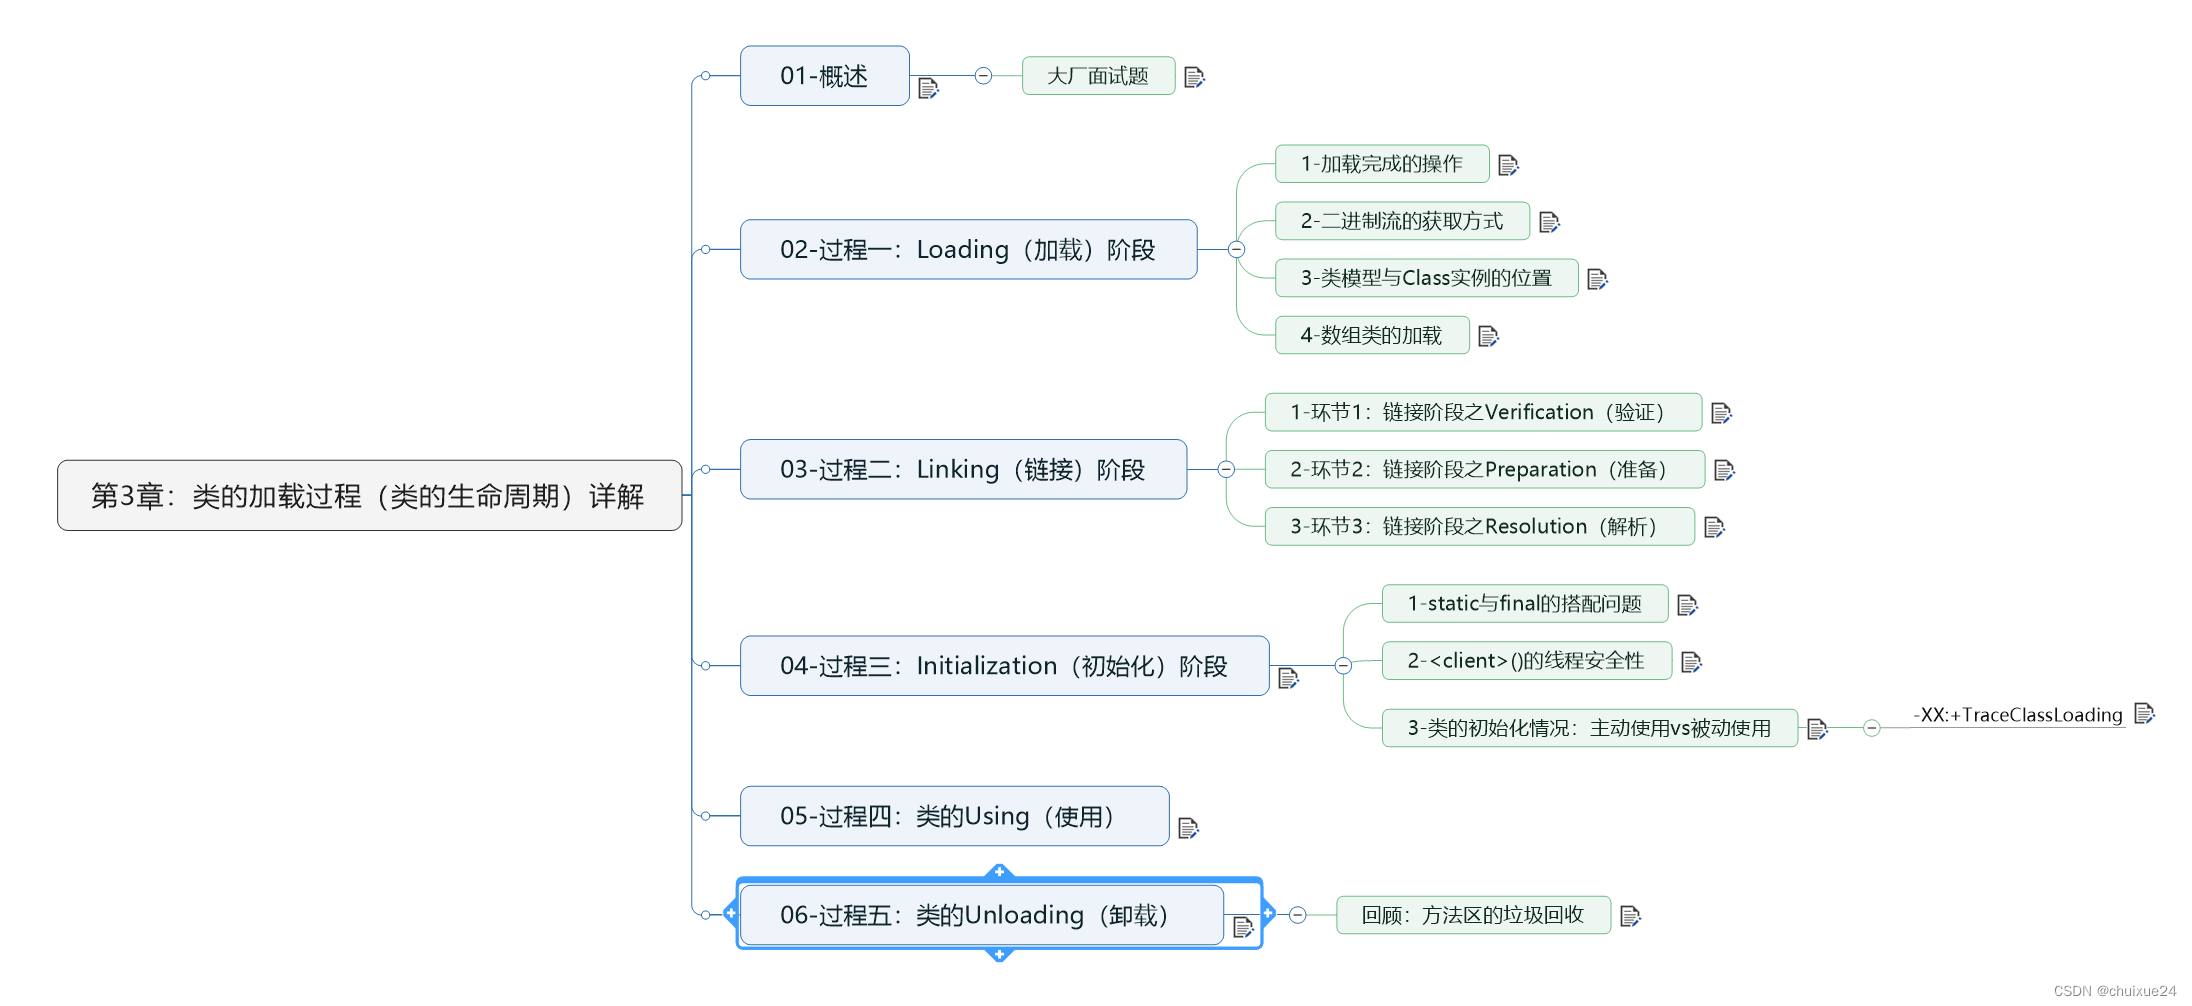 第3章：类的加载过程（类的生命周期）详解
01-概述
大厂面试题
02-过程一：Loading（加载）阶段
1-加载完成的操作
2-二进制流的获取方式
3-类模型与Class实例的位置
4-数组类的加载
03-过程二：Linking（链接）阶段
1-环节1：链接阶段之Verification（验证）
2-环节2：链接阶段之Preparation（准备）
3-环节3：链接阶段之Resolution（解析）
04-过程三：Initialization（初始化）阶段
1-static与final的搭配问题
2-<client>()的线程安全性
3-类的初始化情况：主动使用vs被动使用
-XX:+TraceClassLoading
05-过程四：类的Using（使用）
06-过程五：类的Unloading（卸载）
回顾：方法区的垃圾回收
CSDN @chuixue24